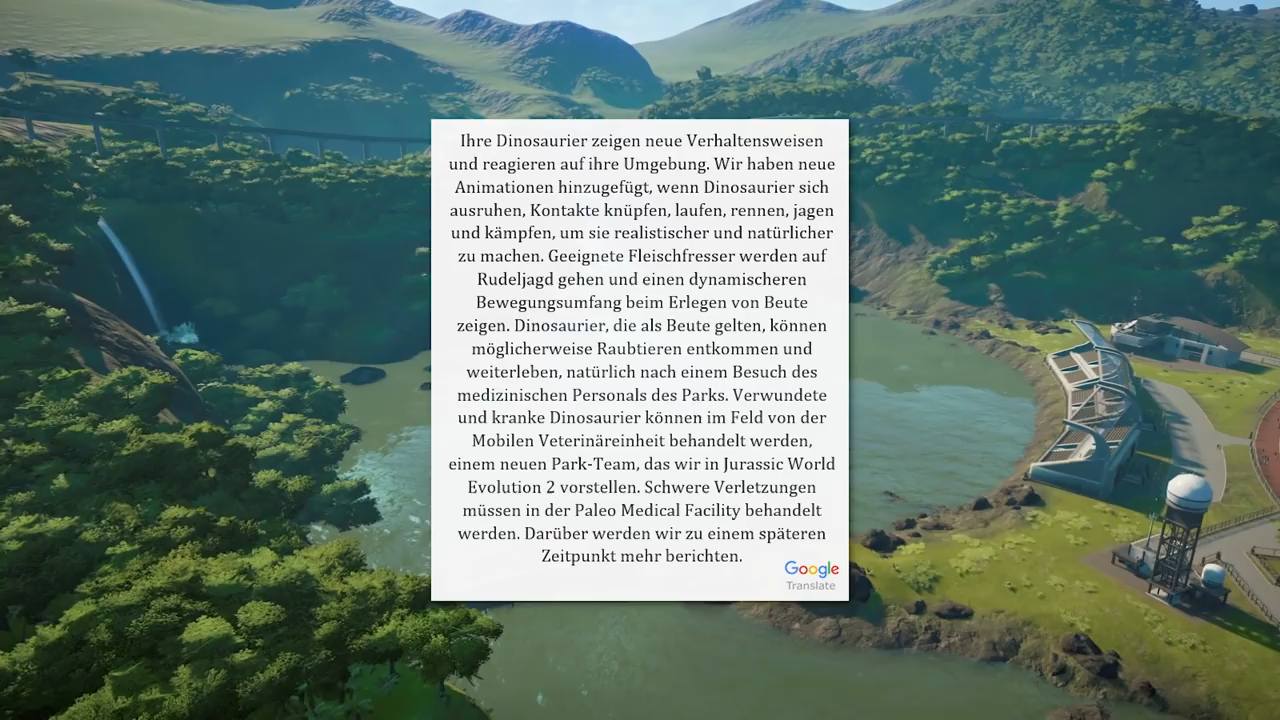 Ihre Dinosaurier zeigen neue Verhaltensweisen
und reagieren auf ihre Umgebung. Wir haben neue
Animationen hinzugefügt, wenn Dinosaurier sich
ausruhen, Kontakte knüpfen, laufen, rennen, jagen
und kämpfen, um sie realistischer und natürlicher
zu machen. Geeignete Fleischfresser werden auf
Rudeljagd gehen und einen dynamischeren
Bewegungsumfang beim Erlegen von Beute
zeigen. Dinosaurier, die als Beute gelten, können
möglicherweise Raubtieren entkommen und
weiterleben, natürlich nach einem Besuch des
medizinischen Personals des Parks. Verwundete
und kranke Dinosaurier können im Feld von der
Mobilen Veterinäreinheit behandelt werden,
einem neuen Park-Team, das wir in Jurassic World
Evolution 2 vorstellen. Schwere Verletzungen
müssen in der Paleo Medical Facility behandelt
werden. Darüber werden wir zu einem späteren
Zeitpunkt mehr berichten.
Google
Translate